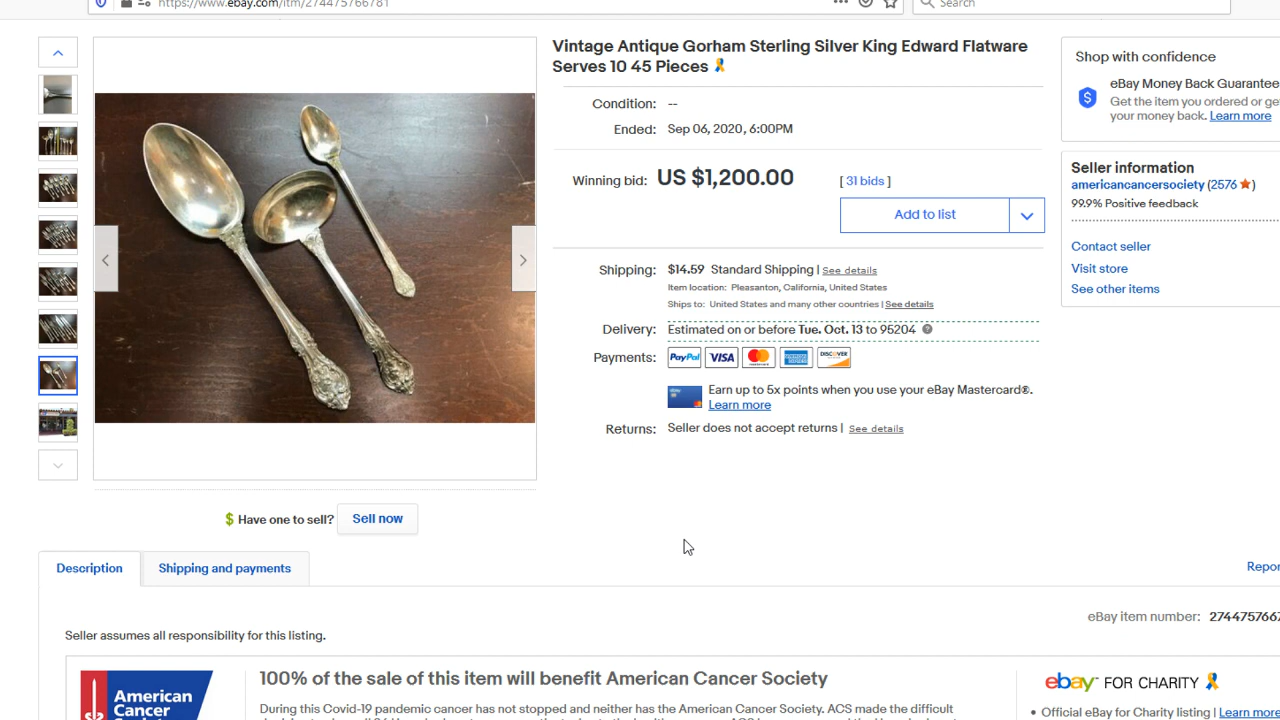 https://www.ebay.com/itm/274475766781
Search
Vintage Antique Gorham Sterling Silver King Edward Flatware
Serves 10 45 Pieces
Condition: --
Ended: Sep 06, 2020, 6:00PM
Winning bid: US $1,200.00 [ 31 bids ]
Add to list
Shipping: $14.59 Standard Shipping | See details
Item location: Pleasanton, California, United States
Ships to: United States and many other countries | See details
Delivery: Estimated on or before Tue. Oct. 13 to 95204
Payments: PayPal VISA MasterCard AMERICAN EXPRESS DISCOVER
Earn up to 5x points when you use your eBay Mastercard®.
Learn more
Returns: Seller does not accept returns | See details
Shop with confidence
eBay Money Back Guarantee
Get the item you ordered or ge
your money back. Learn more
Seller information
americancancersociety (2576)
99.9% Positive feedback
Contact seller
Visit store
See other items
$ Have one to sell? Sell now
Description Shipping and payments
Repor
eBay item number: 2744757667
Seller assumes all responsibility for this listing.
American
Cancer
100% of the sale of this item will benefit American Cancer Society
During this Covid-19 pandemic cancer has not stopped and neither has the American Cancer Society. ACS made the difficult
ebay FOR CHARITY
• Official eBay for Charity listing | Learn more